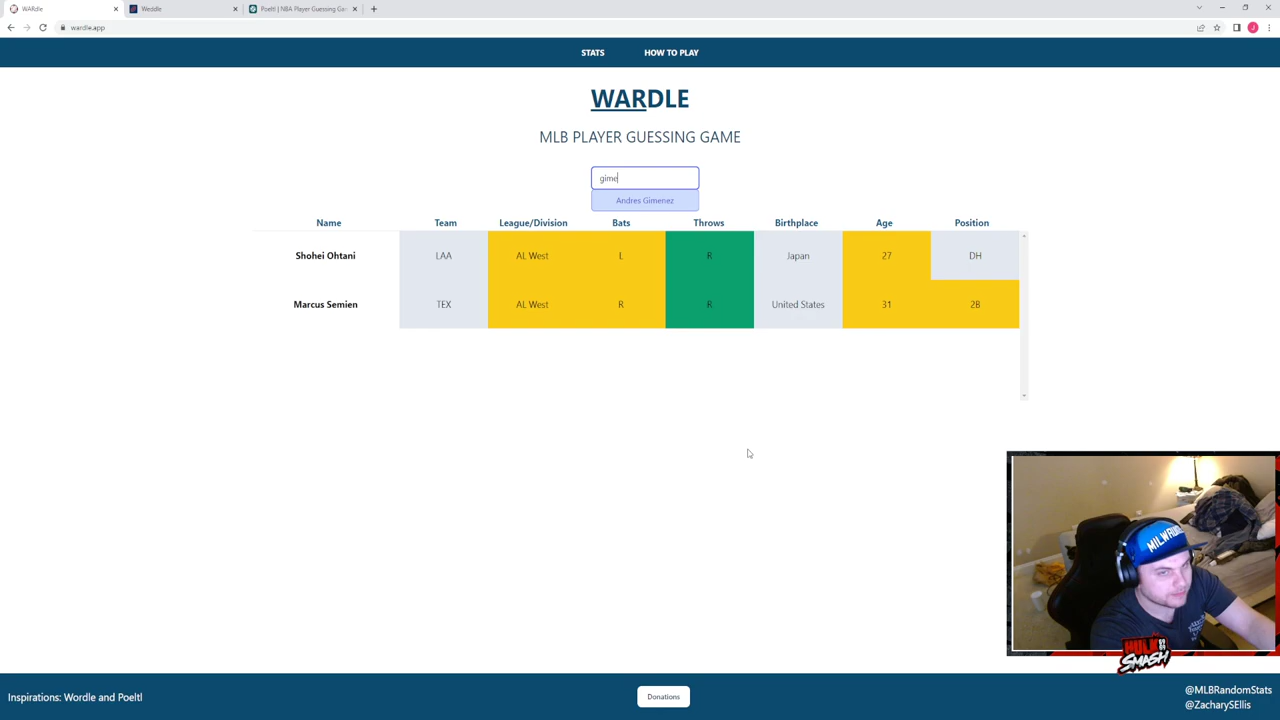 WARdle
Weddle
Poeltl | NBA Player Guessing Ga
wardle.app
J
STATS
HOW TO PLAY
WARDLE
MLB PLAYER GUESSING GAME
gime
Andres Gimenez
Name Team League/Division Bats Throws Birthplace Age Position
Shohei Ohtani LAA AL West L R Japan 27 DH
Marcus Semien TEX AL West R R United States 31 2B
MILWAUKEE
HULK
SMASH
Inspirations: Wordle and Poeltl
Donations
@MLBRandomStats
@ZacharySEllis